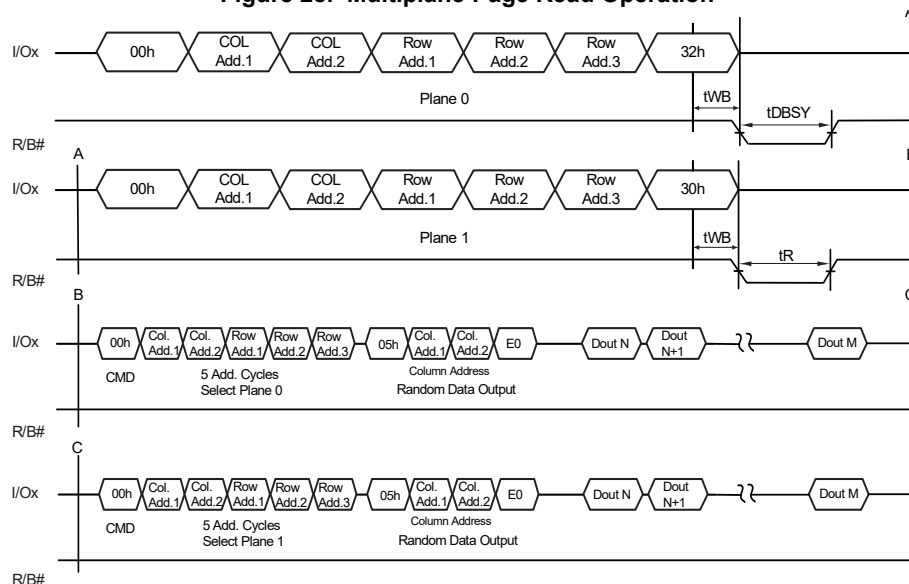 I/Ox 00h COL Add.1 COL Add.2 Row Add.1 Row Add.2 Row Add.3 32h
Plane 0
tWB
tDBSY
R/B#
A
I/Ox 00h COL Add.1 COL Add.2 Row Add.1 Row Add.2 Row Add.3 30h
Plane 1
tWB
tR
R/B#
B
I/Ox 00h Col. Add.1 Col. Add.2 Row Add.1 Row Add.2 Row Add.3 05h Col. Add.1 Col. Add.2 E0 Dout N Dout N+1 Dout M
CMD
5 Add. Cycles
Select Plane 0
Column Address
Random Data Output
R/B#
C
I/Ox 00h Col. Add.1 Col. Add.2 Row Add.1 Row Add.2 Row Add.3 05h Col. Add.1 Col. Add.2 E0 Dout N Dout N+1 Dout M
CMD
5 Add. Cycles
Select Plane 1
Column Address
Random Data Output
R/B#